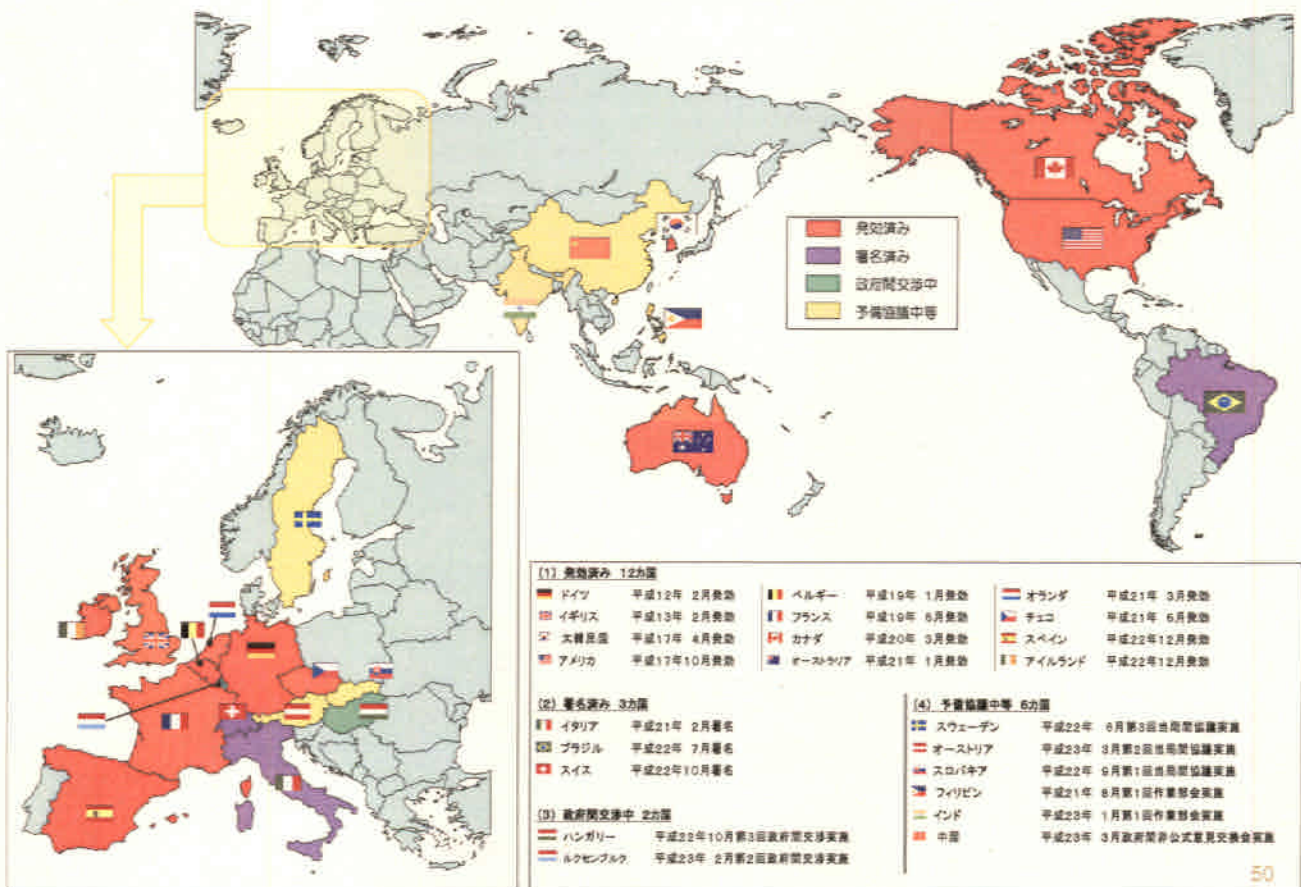 発効済み
署名済み
政府間交渉中
予備協議中等
(1) 発効済み 12カ国
ドイツ 平成12年 2月発効
イギリス 平成13年 2月発効
大韓民国 平成17年 4月発効
アメリカ 平成17年10月発効
ベルギー 平成19年 1月発効
フランス 平成19年 6月発効
カナダ 平成20年 3月発効
オーストラリア 平成21年 1月発効
オランダ 平成21年 3月発効
チェコ 平成21年 6月発効
スペイン 平成22年12月発効
アイルランド 平成22年12月発効
(2) 署名済み 3カ国
イタリア 平成21年 2月署名
ブラジル 平成22年 7月署名
スイス 平成22年10月署名
(3) 政府間交渉中 2カ国
ハンガリー 平成22年10月第3回政府間交渉実施
ルクセンブルク 平成23年 2月第2回政府間交渉実施
(4) 予備協議中等 6カ国
スウェーデン 平成22年 6月第3回当局間協議実施
オーストリア 平成23年 3月第2回当局間協議実施
スロバキア 平成22年 9月第1回当局間協議実施
フィリピン 平成21年 8月第1回作業部会実施
インド 平成23年 1月第1回作業部会実施
中国 平成23年 3月政府間非公式意見交換会実施
50